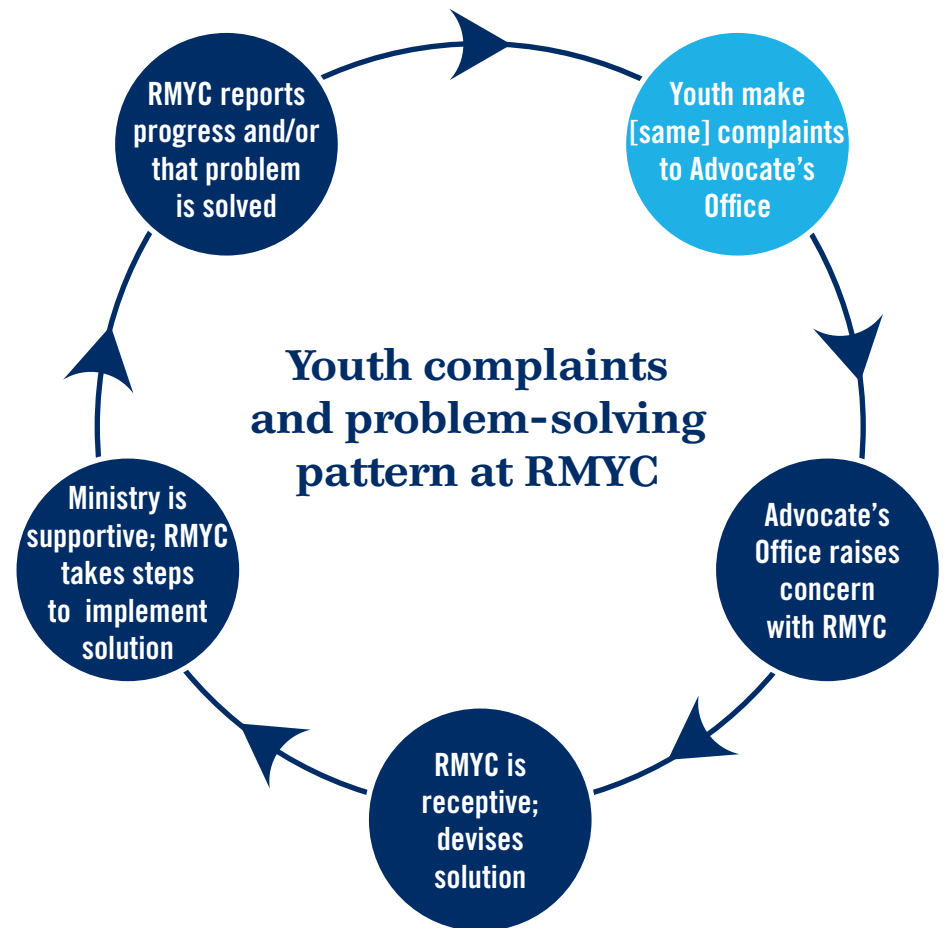 Youth complaints
and problem-solving
pattern at RMYC
Youth make
[same] complaints
to Advocate's
Office
Advocate's
Office raises
concern
with RMYC
RMYC is
receptive;
devises
solution
Ministry is
supportive; RMYC
takes steps
to implement
solution
RMYC reports
progress and/or
that problem
is solved